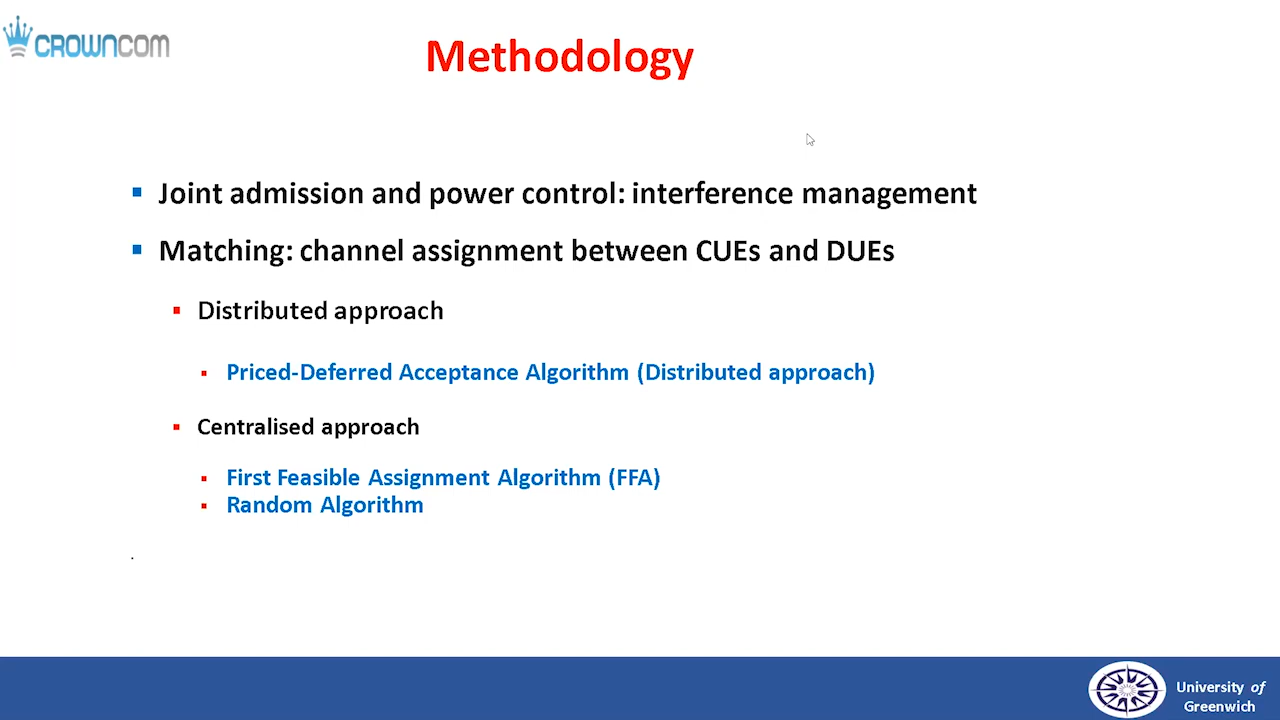 CROWNCOM
Methodology
Joint admission and power control: interference management
Matching: channel assignment between CUEs and DUEs
Distributed approach
Priced-Deferred Acceptance Algorithm (Distributed approach)
Centralised approach
First Feasible Assignment Algorithm (FFA)
Random Algorithm
.
University of
Greenwich